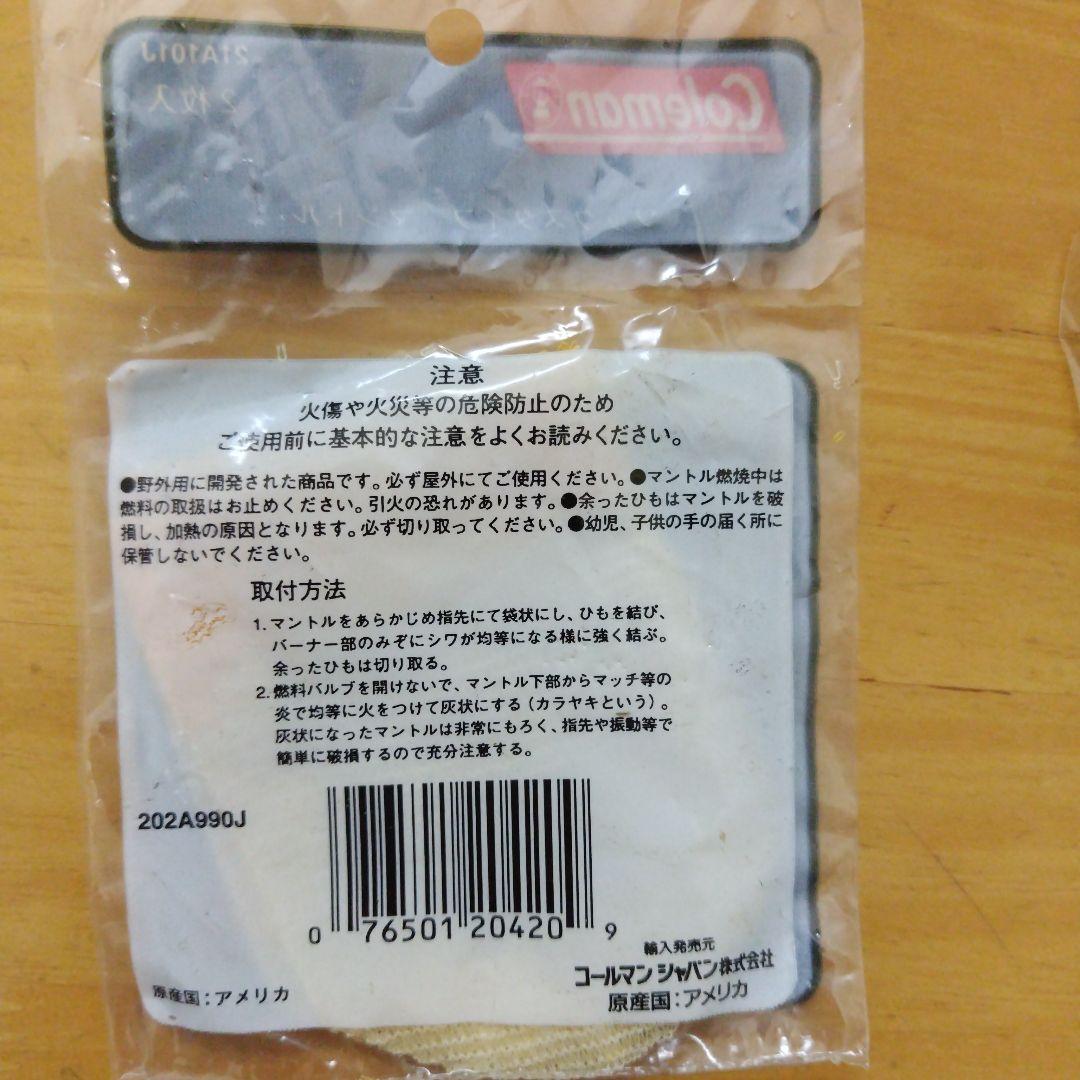 21A101J
2枚入
Coleman
マントル
注意
火傷や火災等の危険防止のため
ご使用前に基本的な注意をよくお読みください。
●野外用に開発された商品です。必ず屋外にてご使用ください。●マントル燃焼中は
燃料の取扱はお止めください。引火の恐れがあります。●余ったひもはマントルを破
損し、加熱の原因となります。必ず切り取ってください。●幼児、子供の手の届く所に
保管しないでください。
取付方法
1.マントルをあらかじめ指先にて袋状にし、ひもを結び、
バーナー部のみぞにシワが均等になる様に強く結ぶ。
余ったひもは切り取る。
2.燃料バルブを開けないで、マントル下部からマッチ等の
炎で均等に火をつけて灰状にする(カラヤキという)。
灰状になったマントルは非常にもろく、指先や振動等で
簡単に破損するので充分注意する。
202A990J
0 76501 20420 9
輸入発売元
コールマン ジャパン株式会社
原産国:アメリカ
原産国:アメリカ